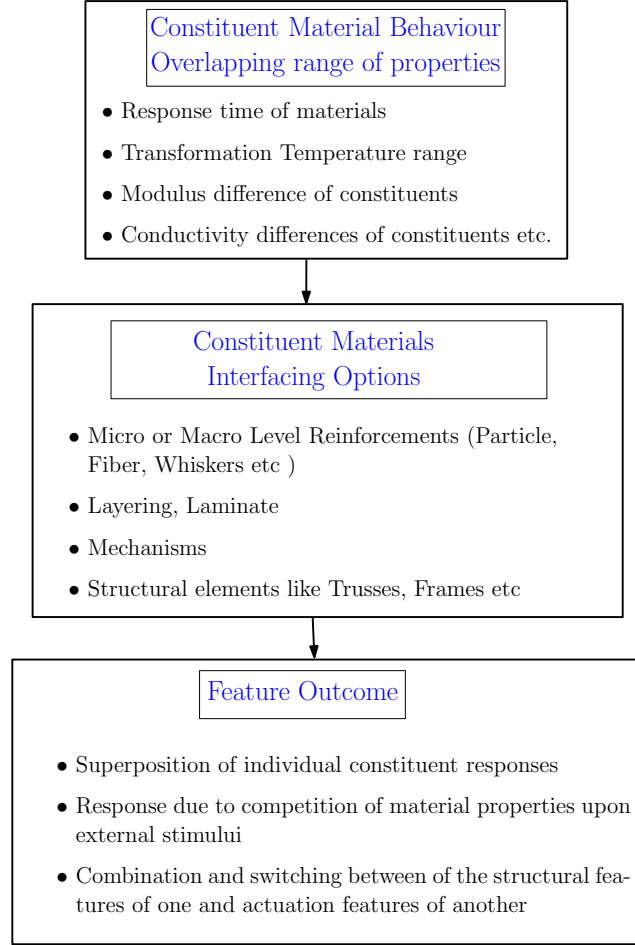 Constituent Material Behaviour
Overlapping range of properties
• Response time of materials
• Transformation Temperature range
• Modulus difference of constituents
• Conductivity differences of constituents etc.
Constituent Materials
Interfacing Options
• Micro or Macro Level Reinforcements (Particle,
Fiber, Whiskers etc )
• Layering, Laminate
• Mechanisms
• Structural elements like Trusses, Frames etc
Feature Outcome
• Superposition of individual constituent responses
• Response due to competition of material properties upon
external stimului
• Combination and switching between of the structural fea-
tures of one and actuation features of another